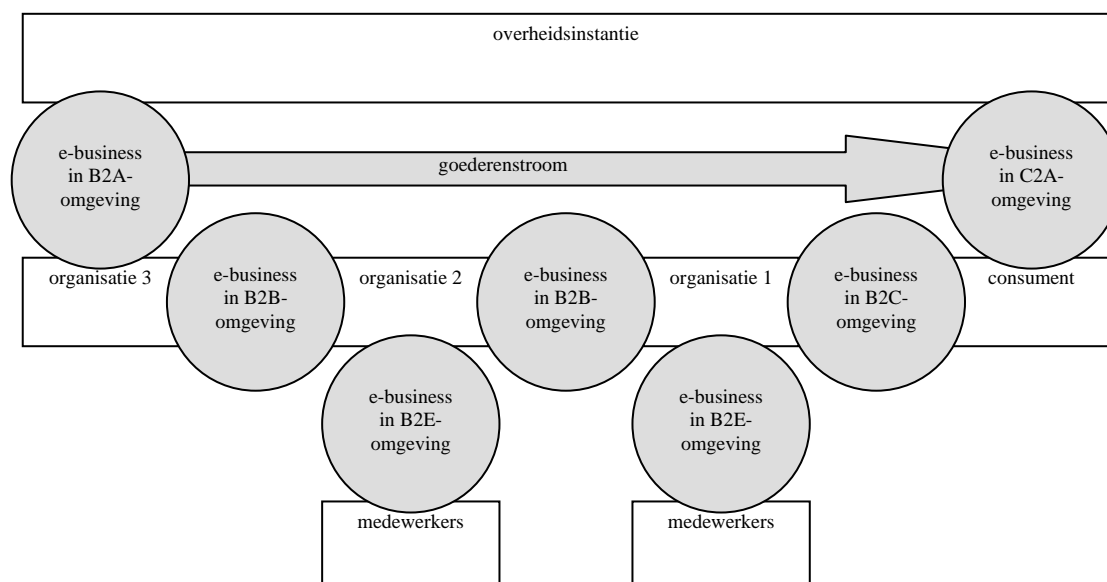 overheidsinstantie
e-business
in B2A-
omgeving
goederenstroom
e-business
in C2A-
omgeving
organisatie 3
e-business
in B2B-
omgeving
organisatie 2
e-business
in B2B-
omgeving
organisatie 1
e-business
in B2C-
omgeving
consument
e-business
in B2E-
omgeving
e-business
in B2E-
omgeving
medewerkers
medewerkers